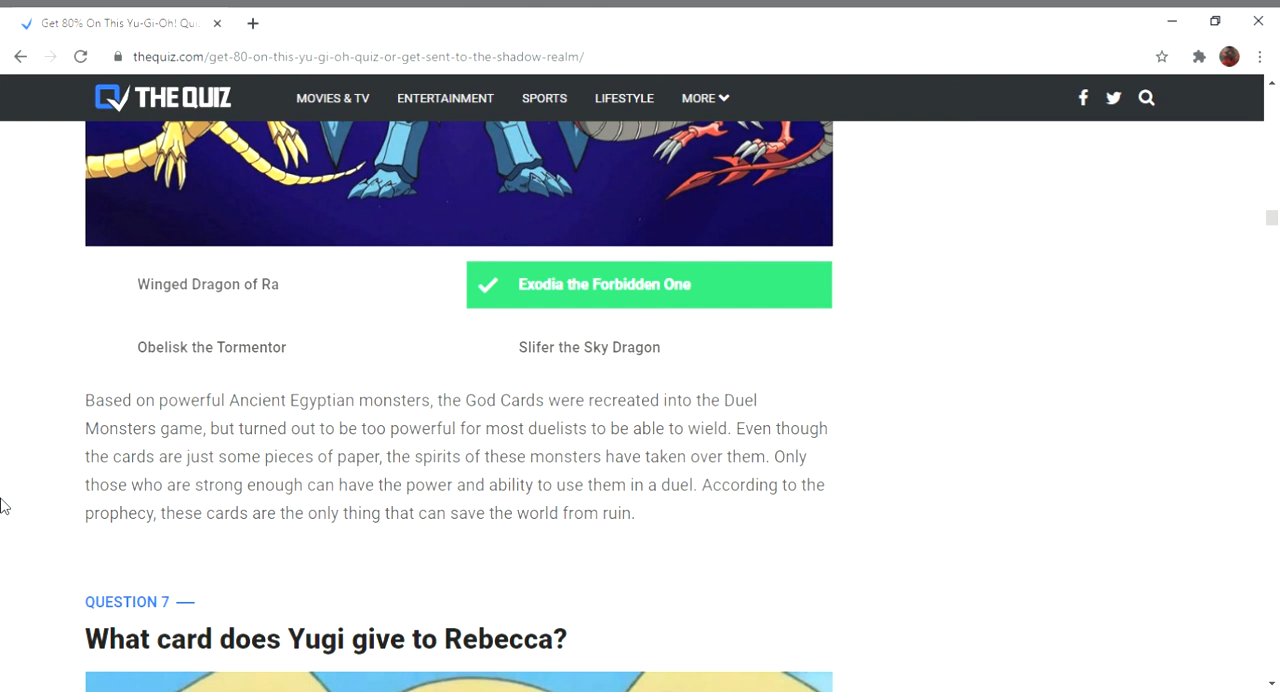 Get 80% On This Yu-Gi-Oh! Qu
thequiz.com/get-80-on-this-yu-gi-oh-quiz-or-get-sent-to-the-shadow-realm/
THE QUIZ MOVIES & TV ENTERTAINMENT SPORTS LIFESTYLE MORE
Winged Dragon of Ra
Exodia the Forbidden One
Obelisk the Tormentor
Slifer the Sky Dragon
Based on powerful Ancient Egyptian monsters, the God Cards were recreated into the Duel
Monsters game, but turned out to be too powerful for most duelists to be able to wield. Even though
the cards are just some pieces of paper, the spirits of these monsters have taken over them. Only
those who are strong enough can have the power and ability to use them in a duel. According to the
prophecy, these cards are the only thing that can save the world from ruin.
QUESTION 7 —
What card does Yugi give to Rebecca?